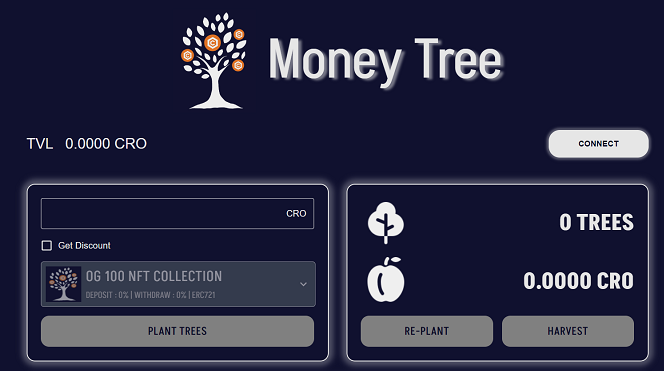 Money Tree
TVL 0.0000 CRO
CONNECT
CRO
Get Discount
OG 100 NFT COLLECTION
DEPOSIT : 0% | WITHDRAW : 0% | ERC721
PLANT TREES
0 TREES
0.0000 CRO
RE-PLANT
HARVEST